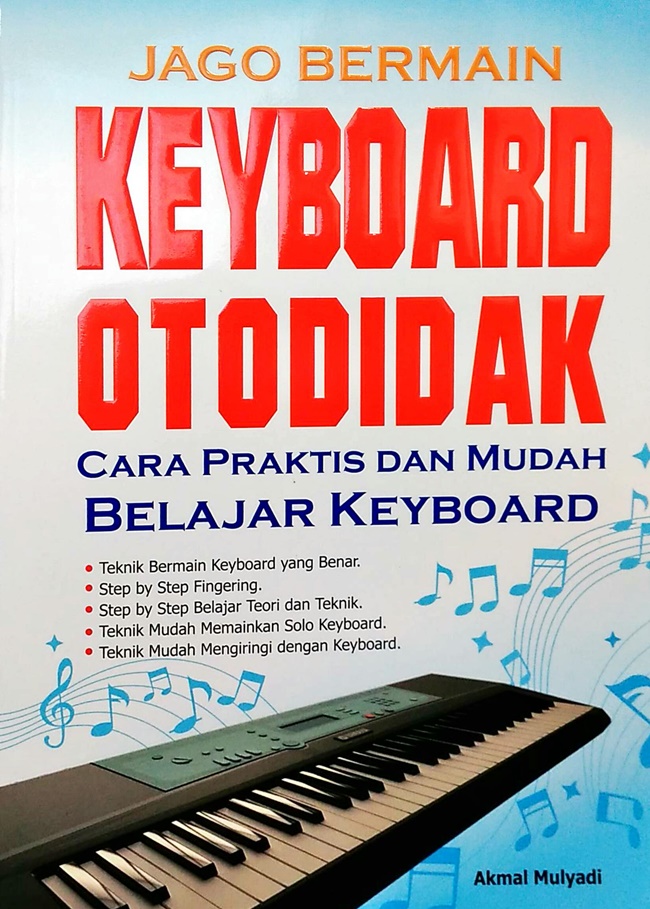 JAGO BERMAIN
KEYBOARD
OTODIDAK
CARA PRAKTIS DAN MUDAH
BELAJAR KEYBOARD
• Teknik Bermain Keyboard yang Benar.
• Step by Step Fingering.
• Step by Step Belajar Teori dan Teknik.
• Teknik Mudah Memainkan Solo Keyboard.
• Teknik Mudah Mengiringi dengan Keyboard.
Akmal Mulyadi